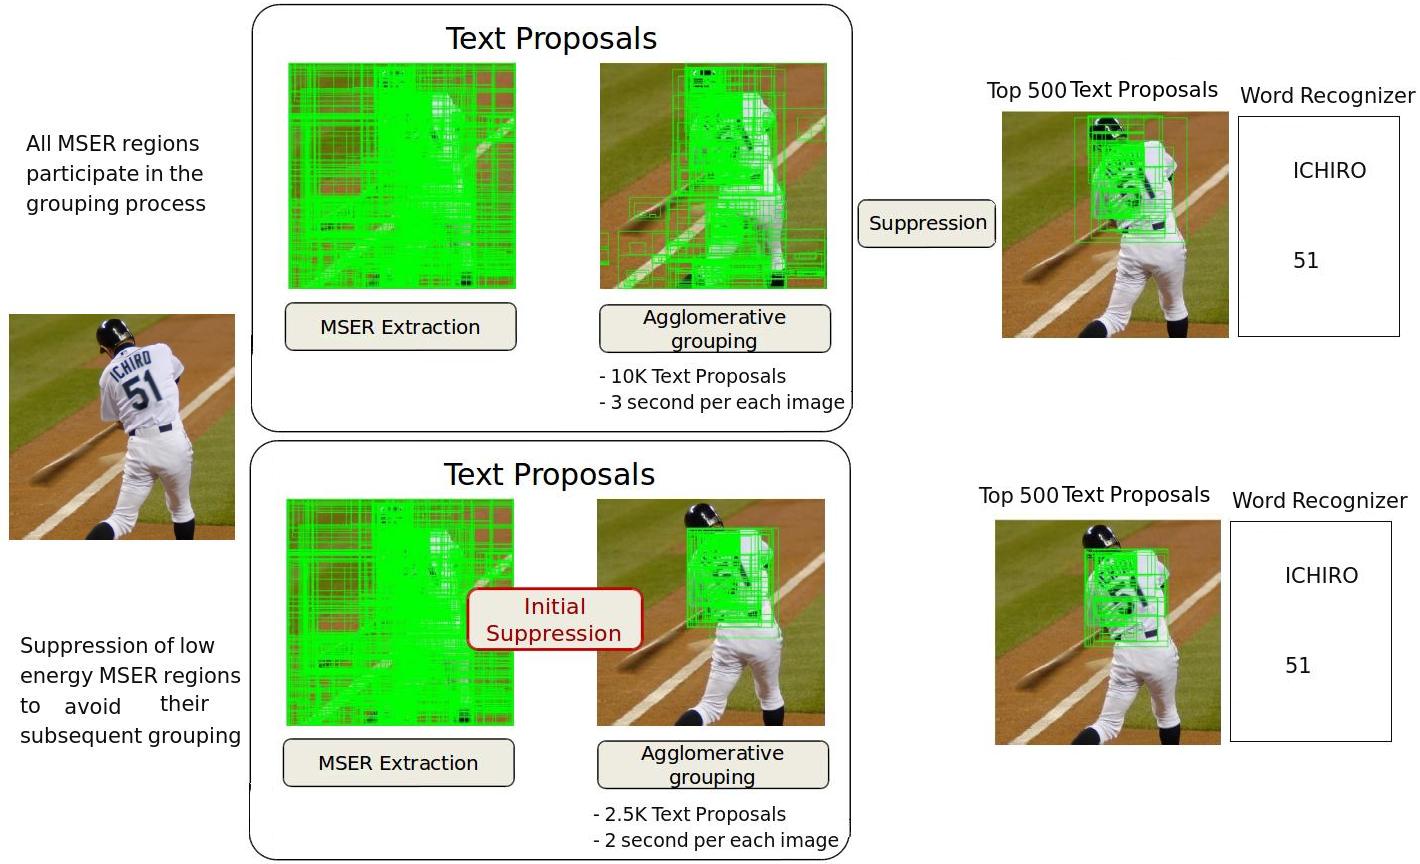 Text Proposals
All MSER regions
participate in the
grouping process
MSER Extraction
Agglomerative
grouping
- 10K Text Proposals
- 3 second per each image
Suppression
Top 500 Text Proposals
Word Recognizer
ICHIRO
51
ICHIRO
51
Text Proposals
Suppression of low
energy MSER regions
to avoid their
subsequent grouping
Initial
Suppression
MSER Extraction
Agglomerative
grouping
- 2.5K Text Proposals
- 2 second per each image
Top 500 Text Proposals
Word Recognizer
ICHIRO
51